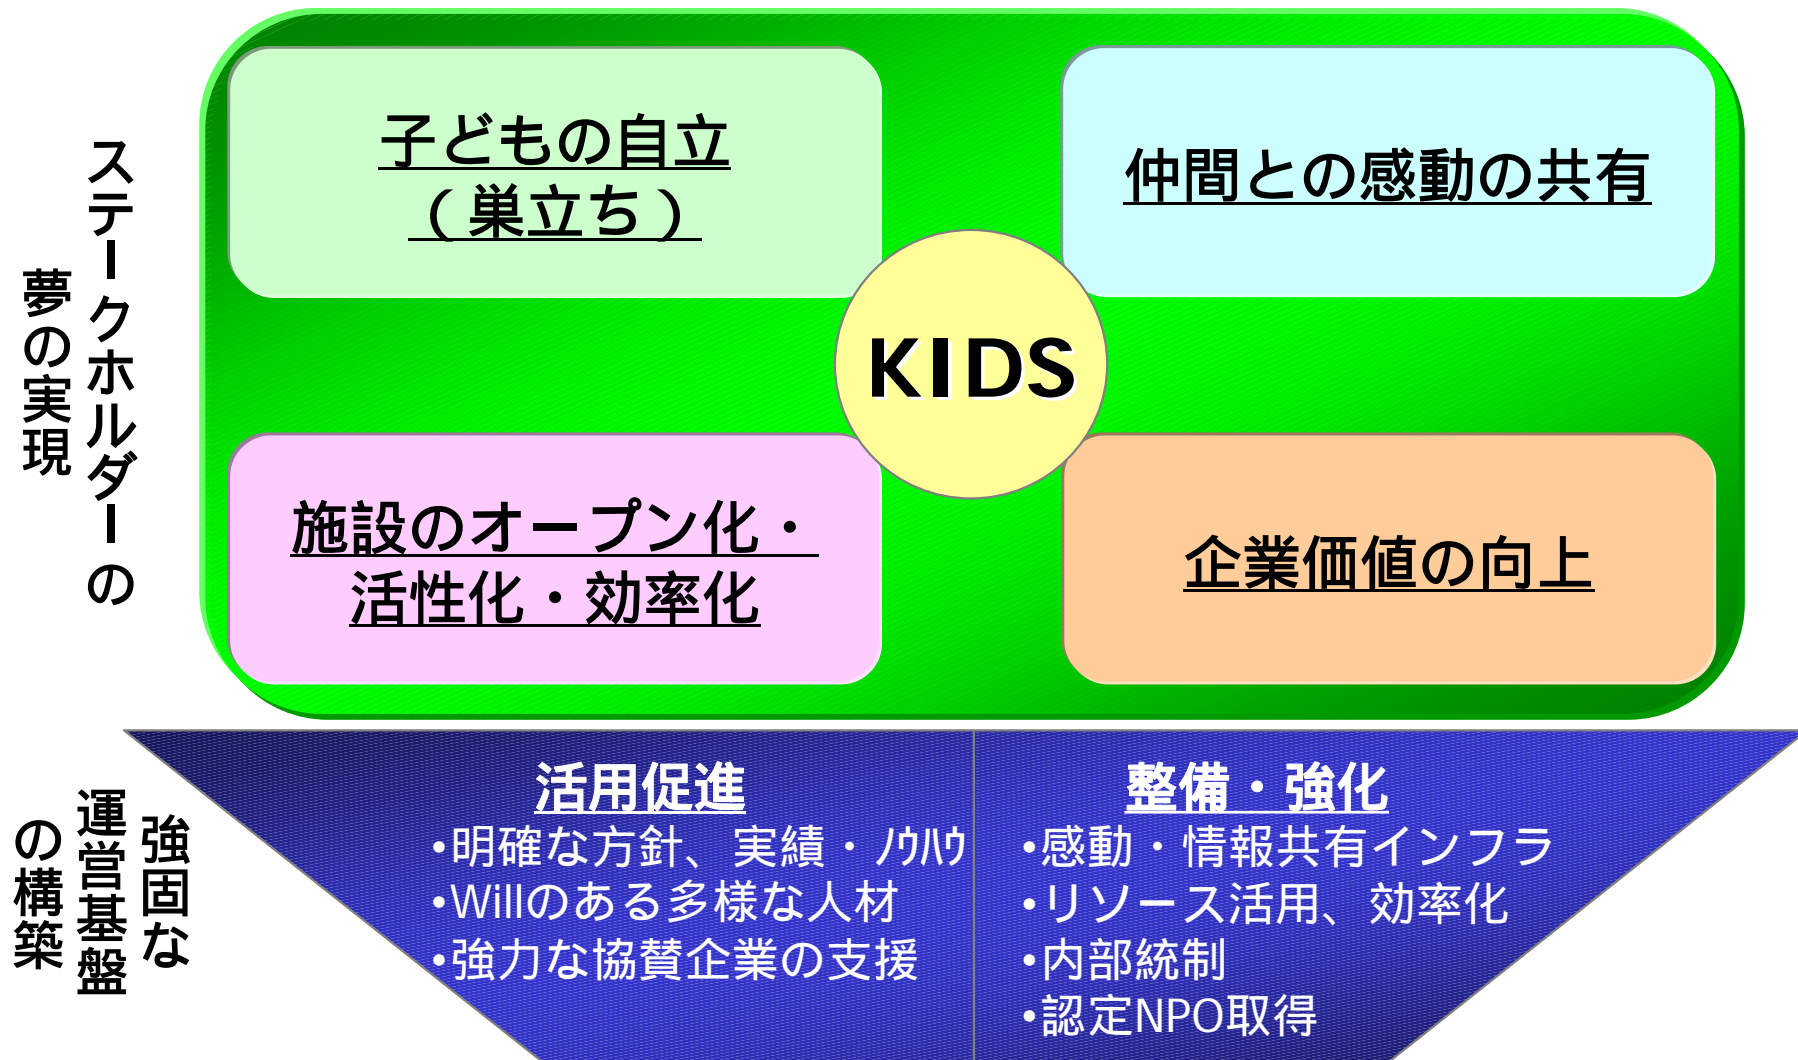 ステークホルダーの
夢の実現
子どもの自立
（巣立ち）
仲間との感動の共有
KIDS
施設のオープン化・
活性化・効率化
企業価値の向上
強固な
運営基盤
の構築
活用促進
•明確な方針、実績・ﾉｳﾊｳ
•Willのある多様な人材
•強力な協賛企業の支援
整備・強化
•感動・情報共有インフラ
•リソース活用、効率化
•内部統制
•認定NPO取得